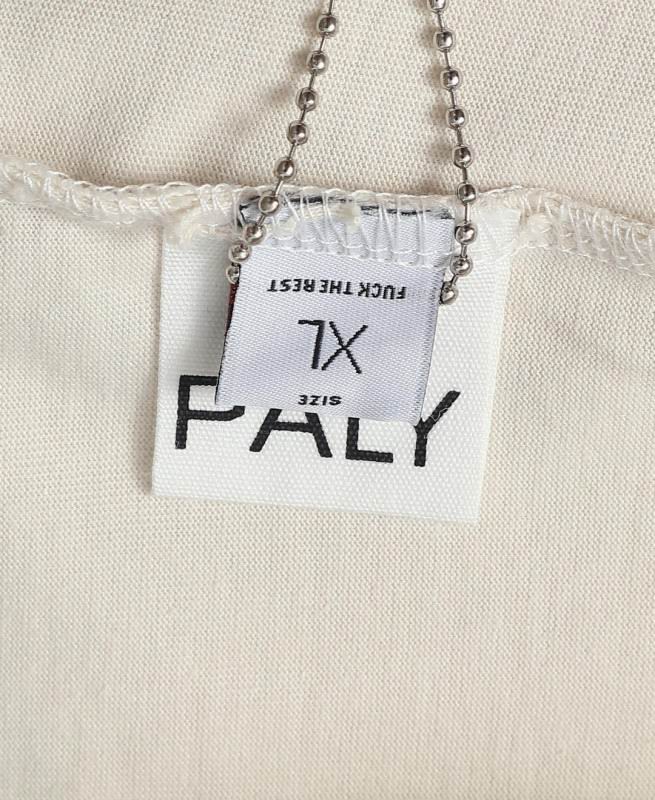 SIZE
XL
FUCK THE REST
PALY